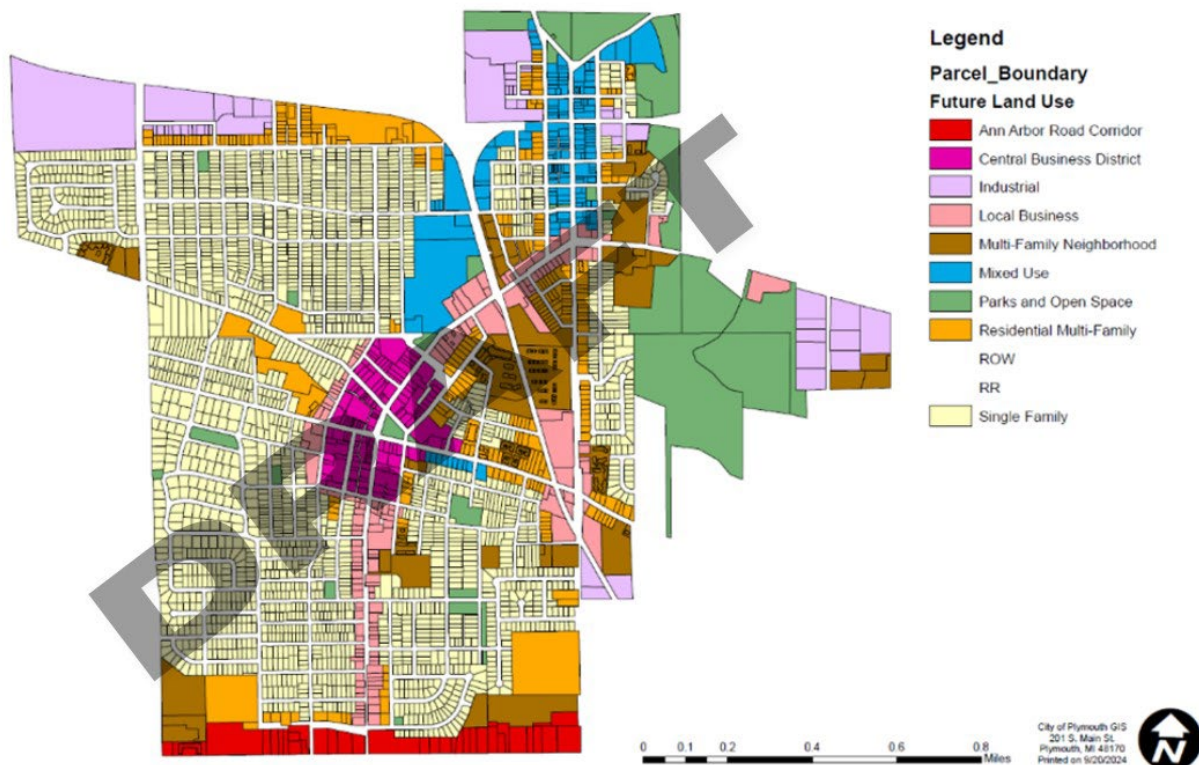 Legend
Parcel_Boundary
Future Land Use
Ann Arbor Road Corridor
Central Business District
Industrial
Local Business
Multi-Family Neighborhood
Mixed Use
Parks and Open Space
Residential Multi-Family
ROW
RR
Single Family
DRAFT
0 0.1 0.2 0.4 0.6 0.8
Miles
City of Plymouth GIS
201 S. Main St.
Plymouth, MI 48170
Printed on 9/20/2024
N